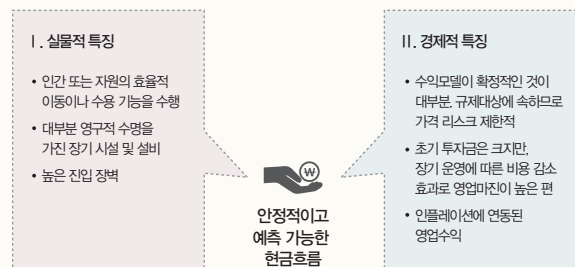 Ⅰ. 실물적 특징
• 인간 또는 자원의 효율적
이동이나 수용 기능을 수행
• 대부분 영구적 수명을
가진 장기 시설 및 설비
• 높은 진입 장벽
₩
안정적이고
예측 가능한
현금흐름
Ⅱ. 경제적 특징
• 수익모델이 확정적인 것이
대부분. 규제대상에 속하므로
가격 리스크 제한적
• 초기 투자금은 크지만,
장기 운영에 따른 비용 감소
효과로 영업마진이 높은 편
• 인플레이션에 연동된
영업수익